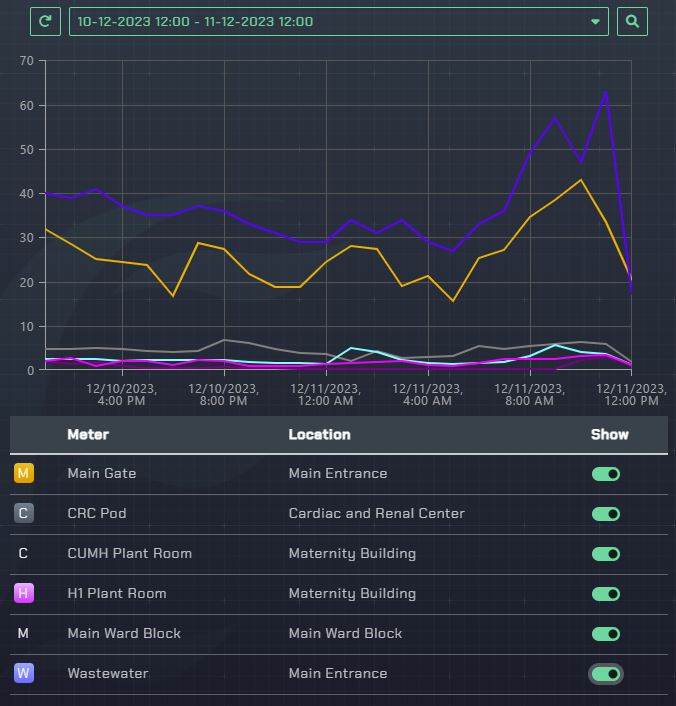 10-12-2023 12:00 - 11-12-2023 12:00
70
60
50
40
30
20
10
0
12/10/2023, 12/10/2023, 12/11/2023, 12/11/2023, 12/11/2023, 12/11/2023,
4:00 PM 8:00 PM 12:00 AM 4:00 AM 8:00 AM 12:00 PM
Meter Location Show
M Main Gate Main Entrance
C CRC Pod Cardiac and Renal Center
C CUMH Plant Room Maternity Building
H H1 Plant Room Maternity Building
M Main Ward Block Main Ward Block
W Wastewater Main Entrance